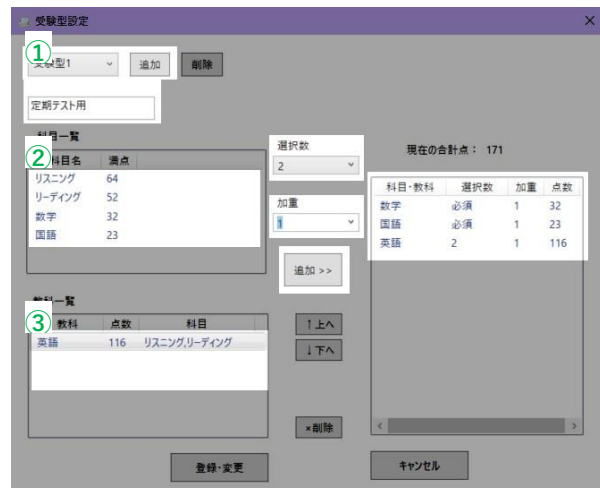 受験型設定
①
受験型1 追加 削除
定期テスト用
科目一覧
②
科目名 満点
リスニング 64
リーディング 52
数学 32
国語 23
選択数
2
加重
1
追加 >>
現在の合計点： 171
科目・教科 選択数 加重 点数
数学 必須 1 32
国語 必須 1 23
英語 2 1 116
教科一覧
③
教科 点数 科目
英語 116 リスニング,リーディング
↑上へ
↓下へ
×削除
登録・変更
キャンセル